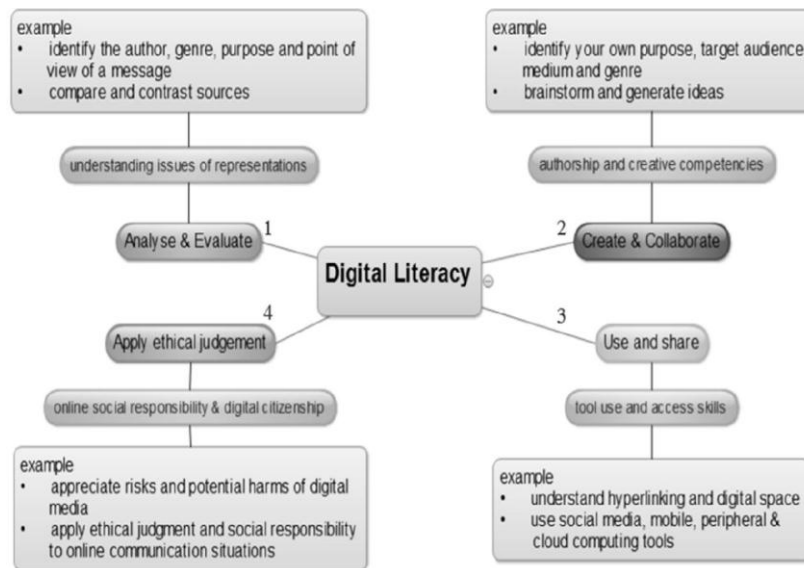 example
• identify the author, genre, purpose and point of
view of a message
• compare and contrast sources
understanding issues of representations
Analyse & Evaluate
1
example
• identify your own purpose, target audience
medium and genre
• brainstorm and generate ideas
authorship and creative competencies
2
Create & Collaborate
Digital Literacy
4
Apply ethical judgement
online social responsibility & digital citizenship
example
• appreciate risks and potential harms of digital
media
• apply ethical judgment and social responsibility
to online communication situations
3
Use and share
tool use and access skills
example
• understand hyperlinking and digital space
• use social media, mobile, peripheral &
cloud computing tools